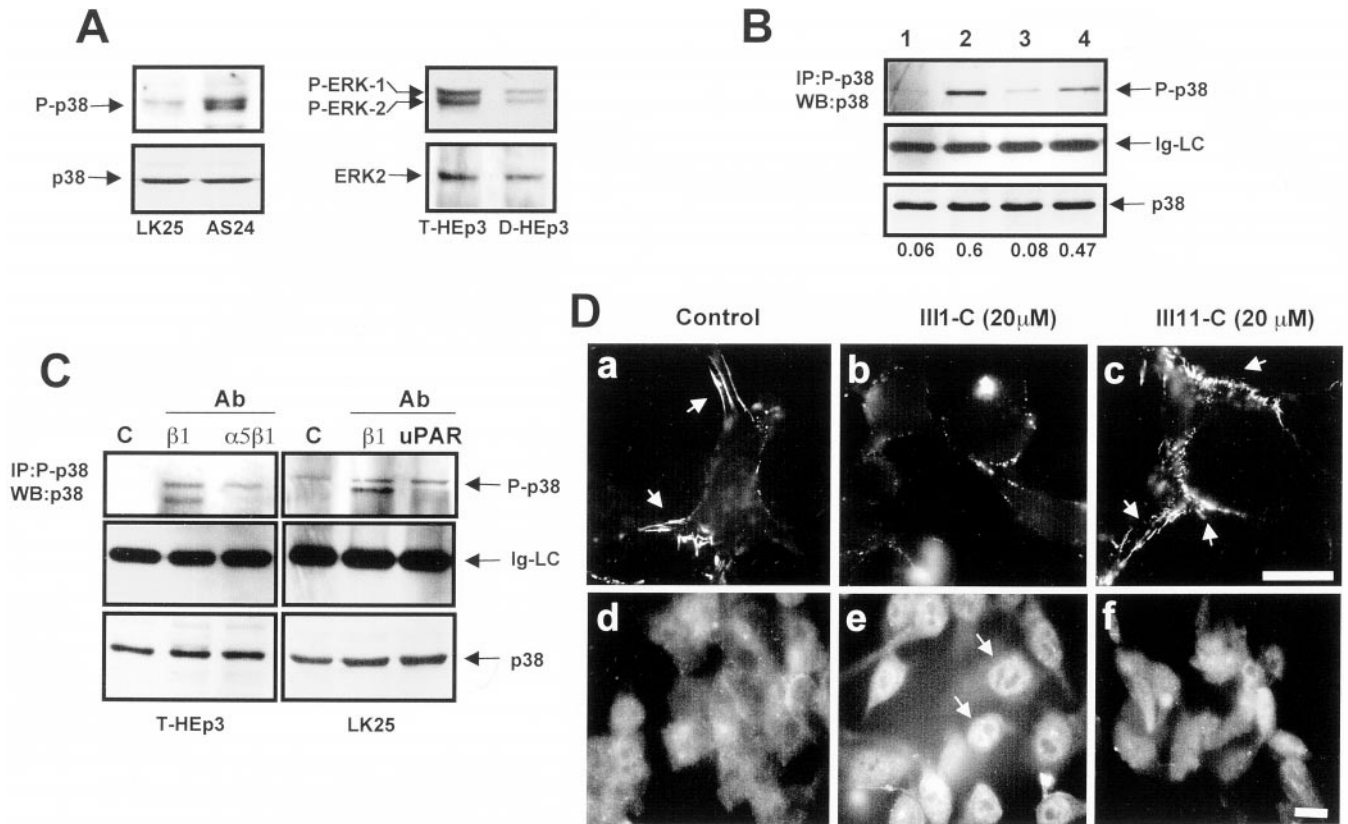 A
P-p38
p38
LK25 AS24
P-ERK-1
P-ERK-2
ERK2
T-HEp3 D-HEp3
B
1 2 3 4
IP:P-p38
WB:p38
P-p38
Ig-LC
p38
0.06 0.6 0.08 0.47
C
Ab Ab
C β1 α5β1 C β1 uPAR
IP:P-p38
WB:p38
P-p38
Ig-LC
p38
T-HEp3 LK25
D
Control III1-C (20μM) III11-C (20 μM)
a b c
d e f